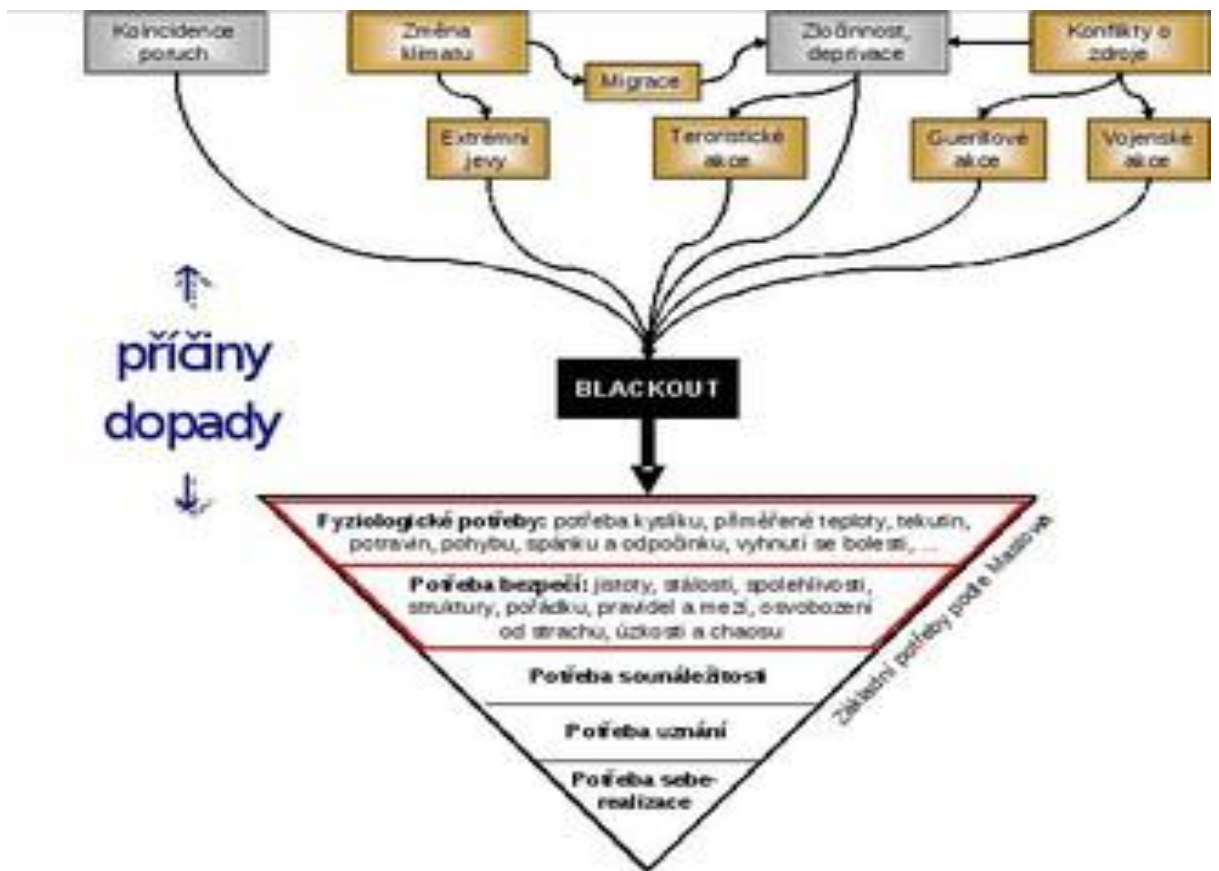 Koincidence
poruch
Změna
klimatu
Migrace
Zločinnost,
deprivace
Konflikty o
zdroje
Extrémní
jevy
Teroristické
akce
Guerillové
akce
Vojenské
akce
příčiny
dopady
BLACKOUT
Fyziologické potřeby: potřeba kyslíku, přiměřené teploty, tekutin,
potravin, pohybu, spánku a odpočinku, vyhnutí se bolesti, ...
Potřeba bezpečí: jistoty, stálosti, spolehlivosti,
struktury, pořádku, pravidel a mezí, osvobození
od strachu, úzkosti a chaosu
Potřeba sounáležitosti
Potřeba uznání
Potřeba sebe-
realizace
Základní potřeby podle Maslowa